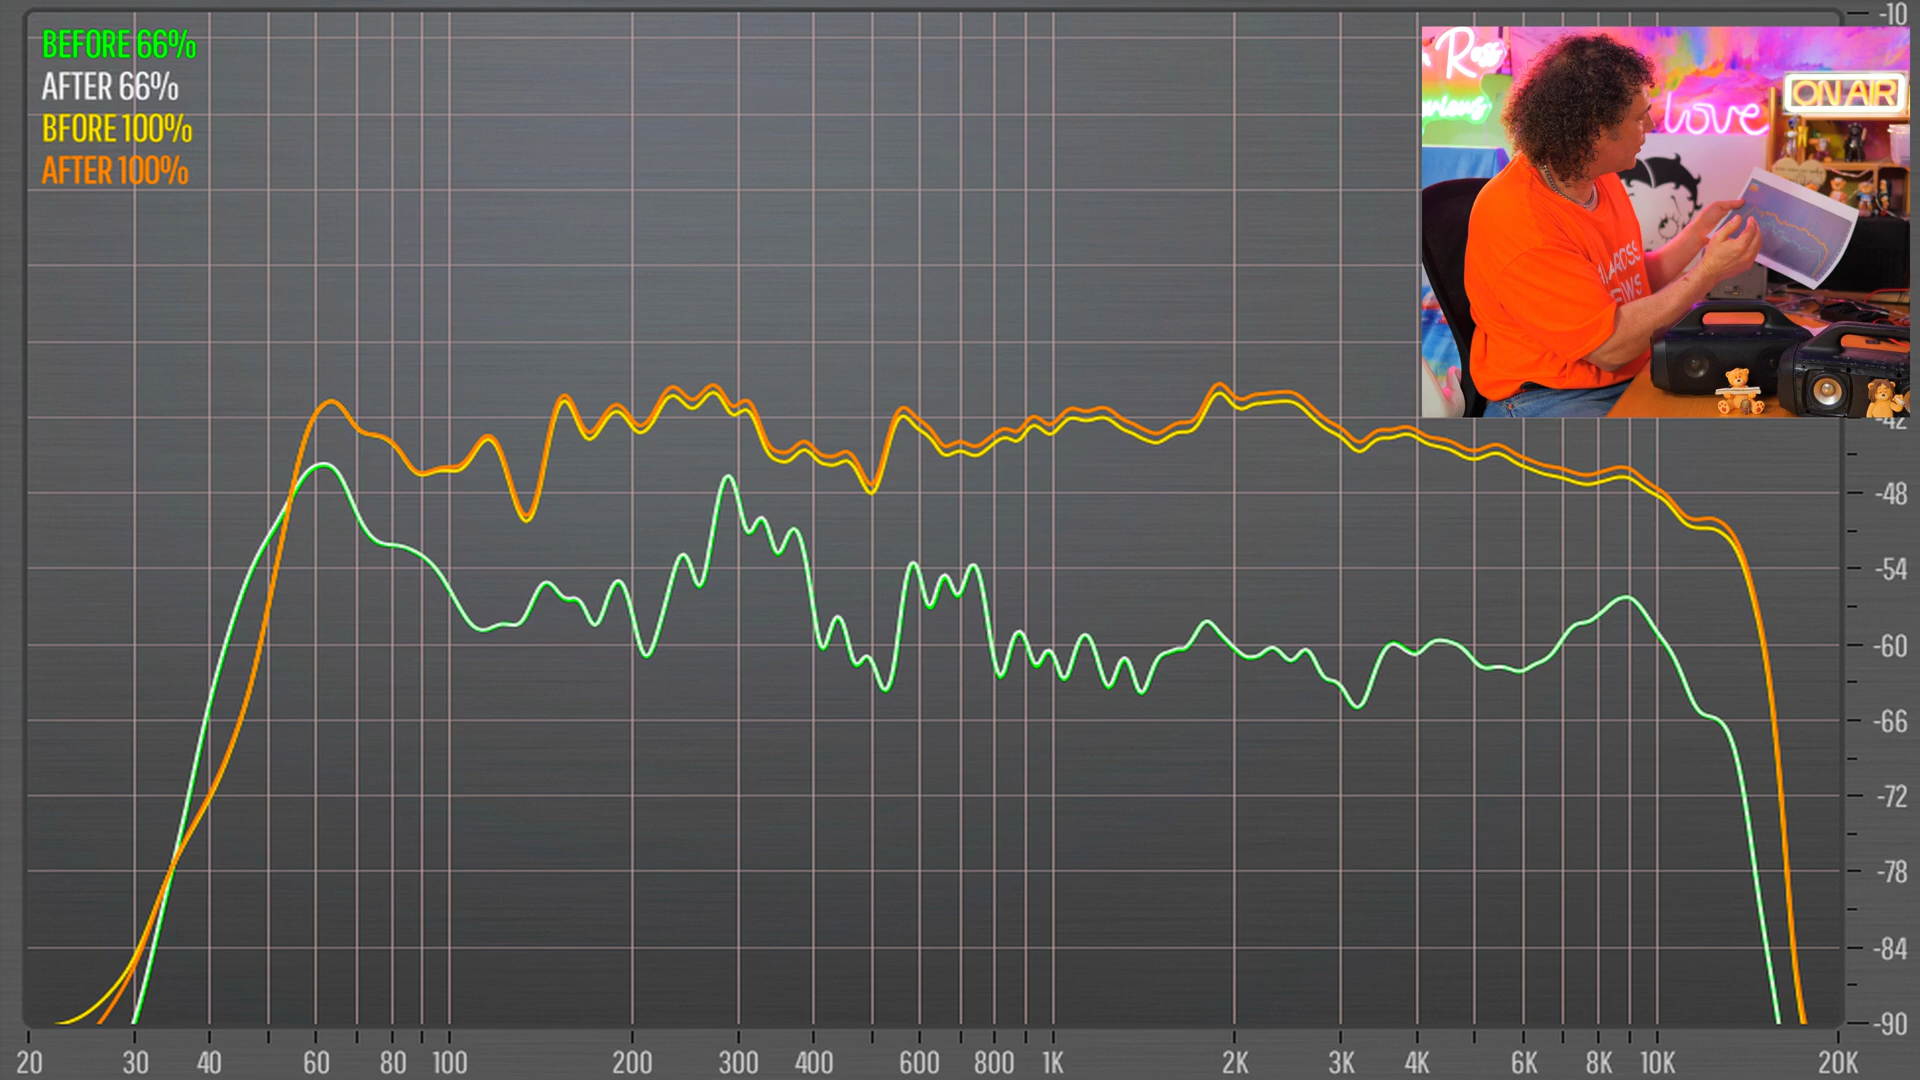 BEFORE 66%
AFTER 66%
BFORE 100%
AFTER 100%
-10
Ross
ON AIR
love
-42
-48
-54
-60
-66
-72
-78
-84
-90
20 30 40 60 80 100 200 300 400 600 800 1K 2K 3K 4K 6K 8K 10K 20K